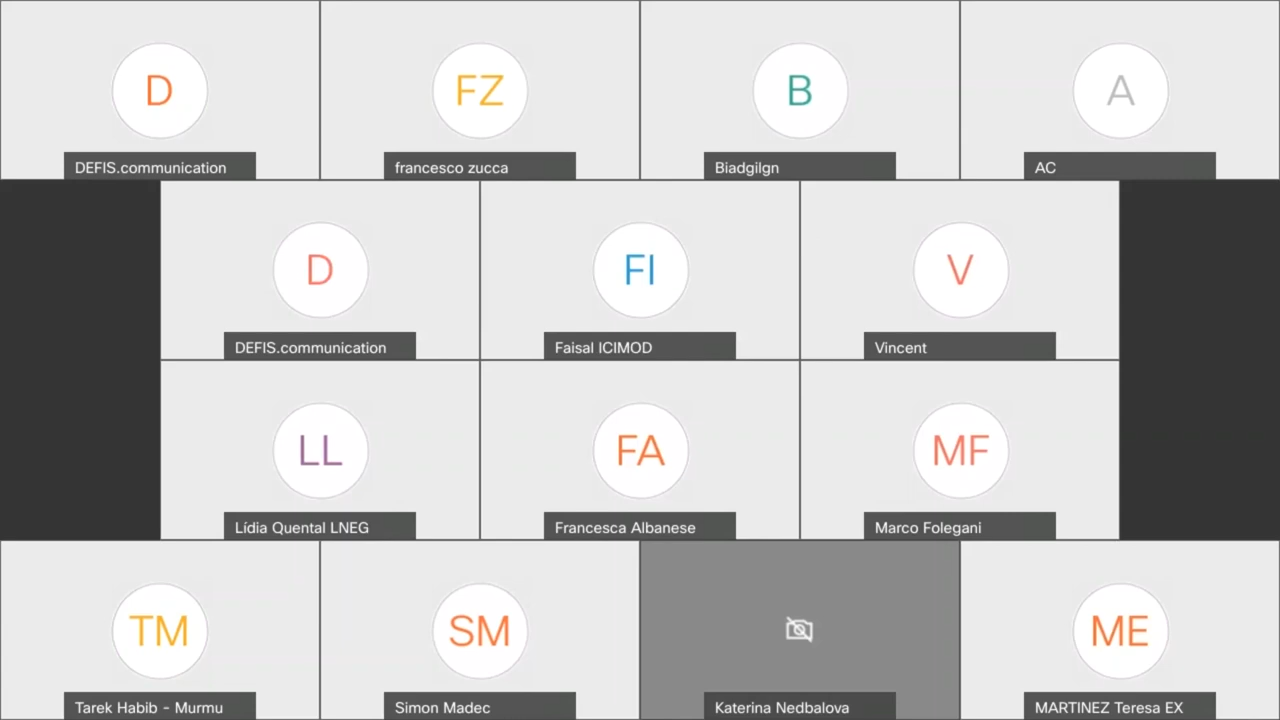 D
FZ
B
A
DEFIS.communication
francesco zucca
Biadgilgn
AC
D
FI
V
DEFIS.communication
Faisal ICIMOD
Vincent
LL
FA
MF
Lídia Quental LNEG
Francesca Albanese
Marco Folegani
TM
SM
ME
Tarek Habib - Murmu
Simon Madec
Katerina Nedbalova
MARTINEZ Teresa EX